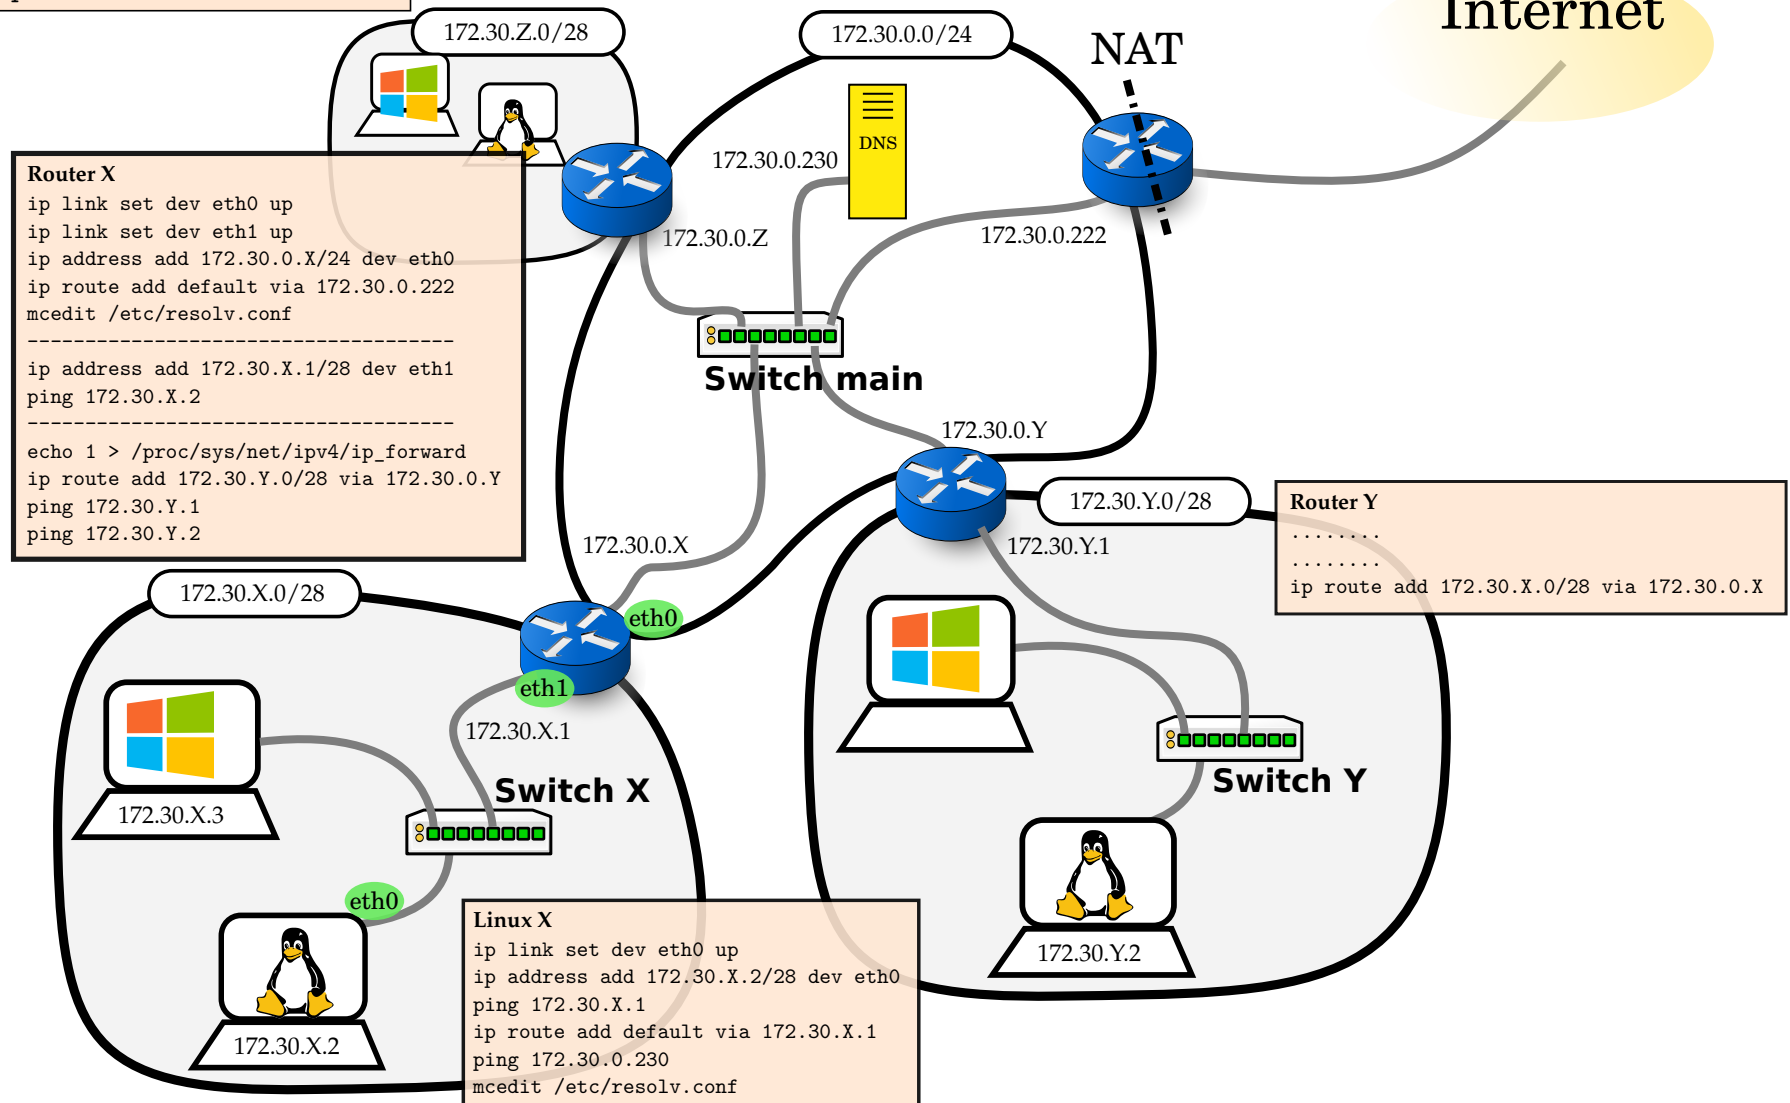 Internet
172.30.Z.0/28
172.30.0.0/24
NAT
DNS
172.30.0.230
172.30.0.Z
172.30.0.222
Router X
ip link set dev eth0 up
ip link set dev eth1 up
ip address add 172.30.0.X/24 dev eth0
ip route add default via 172.30.0.222
mcedit /etc/resolv.conf
-------------------------------------
ip address add 172.30.X.1/28 dev eth1
ping 172.30.X.2
-------------------------------------
echo 1 > /proc/sys/net/ipv4/ip_forward
ip route add 172.30.Y.0/28 via 172.30.0.Y
ping 172.30.Y.1
ping 172.30.Y.2
Switch main
172.30.0.Y
172.30.Y.0/28
Router Y
........
........
ip route add 172.30.X.0/28 via 172.30.0.X
172.30.0.X
172.30.Y.1
172.30.X.0/28
eth0
eth1
172.30.X.1
Switch X
172.30.X.3
Switch Y
eth0
172.30.X.2
172.30.Y.2
Linux X
ip link set dev eth0 up
ip address add 172.30.X.2/28 dev eth0
ping 172.30.X.1
ip route add default via 172.30.X.1
ping 172.30.0.230
mcedit /etc/resolv.conf